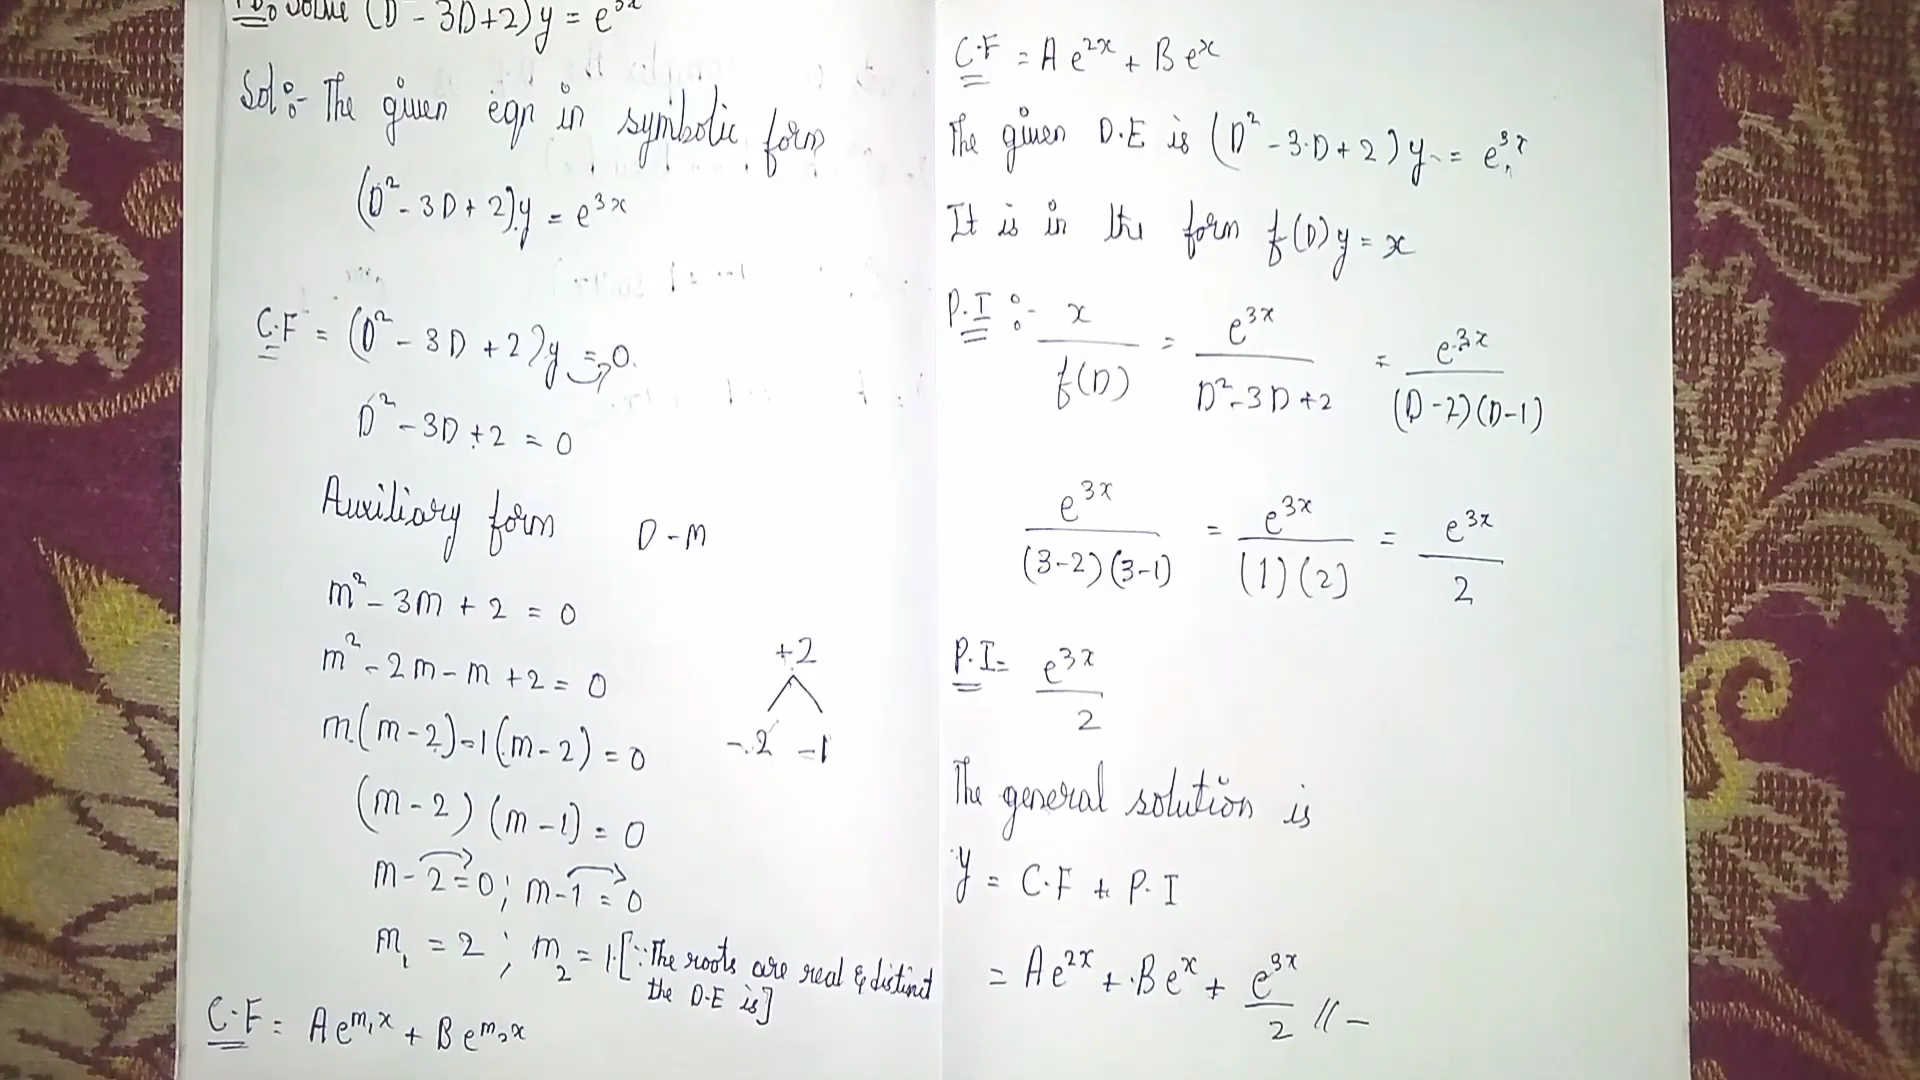 Solve (D² - 3D+2)y = e^3x
Sol:- The given eqn in symbolic form
(D² - 3D + 2)y = e^3x
C.F = (D² - 3D + 2)y = 0.
D² - 3D + 2 = 0
Auxiliary form D - M
m² - 3m + 2 = 0
m² - 2m - m + 2 = 0
m(m-2) - 1(m-2) = 0
+2
-2 -1
(m-2) (m-1) = 0
m-2=0; m-1=0
m₁ = 2 ; m₂ = 1. [∵ The roots are real & distinct
the D.E is]
C.F = Ae^m₁x + Be^m₂x
C.F = Ae^2x + Be^x
The given D.E is (D² - 3.D + 2)y = e^3x
It is in the form f(D)y = x
P.I :- x/f(D) = e^3x/D²-3D+2 = e^3x/(D-2)(D-1)
e^3x/(3-2)(3-1) = e^3x/(1)(2) = e^3x/2
P.I = e^3x/2
The general solution is
y = C.F + P.I
= Ae^2x + Be^x + e^3x/2 // -